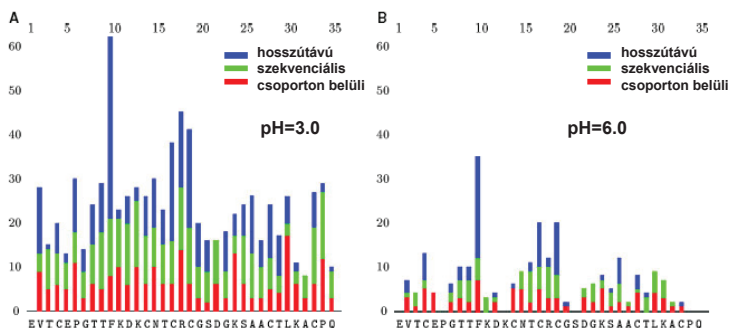 A
1 5 10 15 20 25 30 35
60
50
40
30
20
10
0
hosszútávú
szekvenciális
csoporton belüli
pH=3.0
EVTCEPGTTFKDKCNTCRCGSDGKSAACTLKACPQ
B
1 5 10 15 20 25 30 35
60
50
40
30
20
10
0
hosszútávú
szekvenciális
csoporton belüli
pH=6.0
EVTCEPGTTFKDKCNTCRCGSDGKSAACTLKACPQ